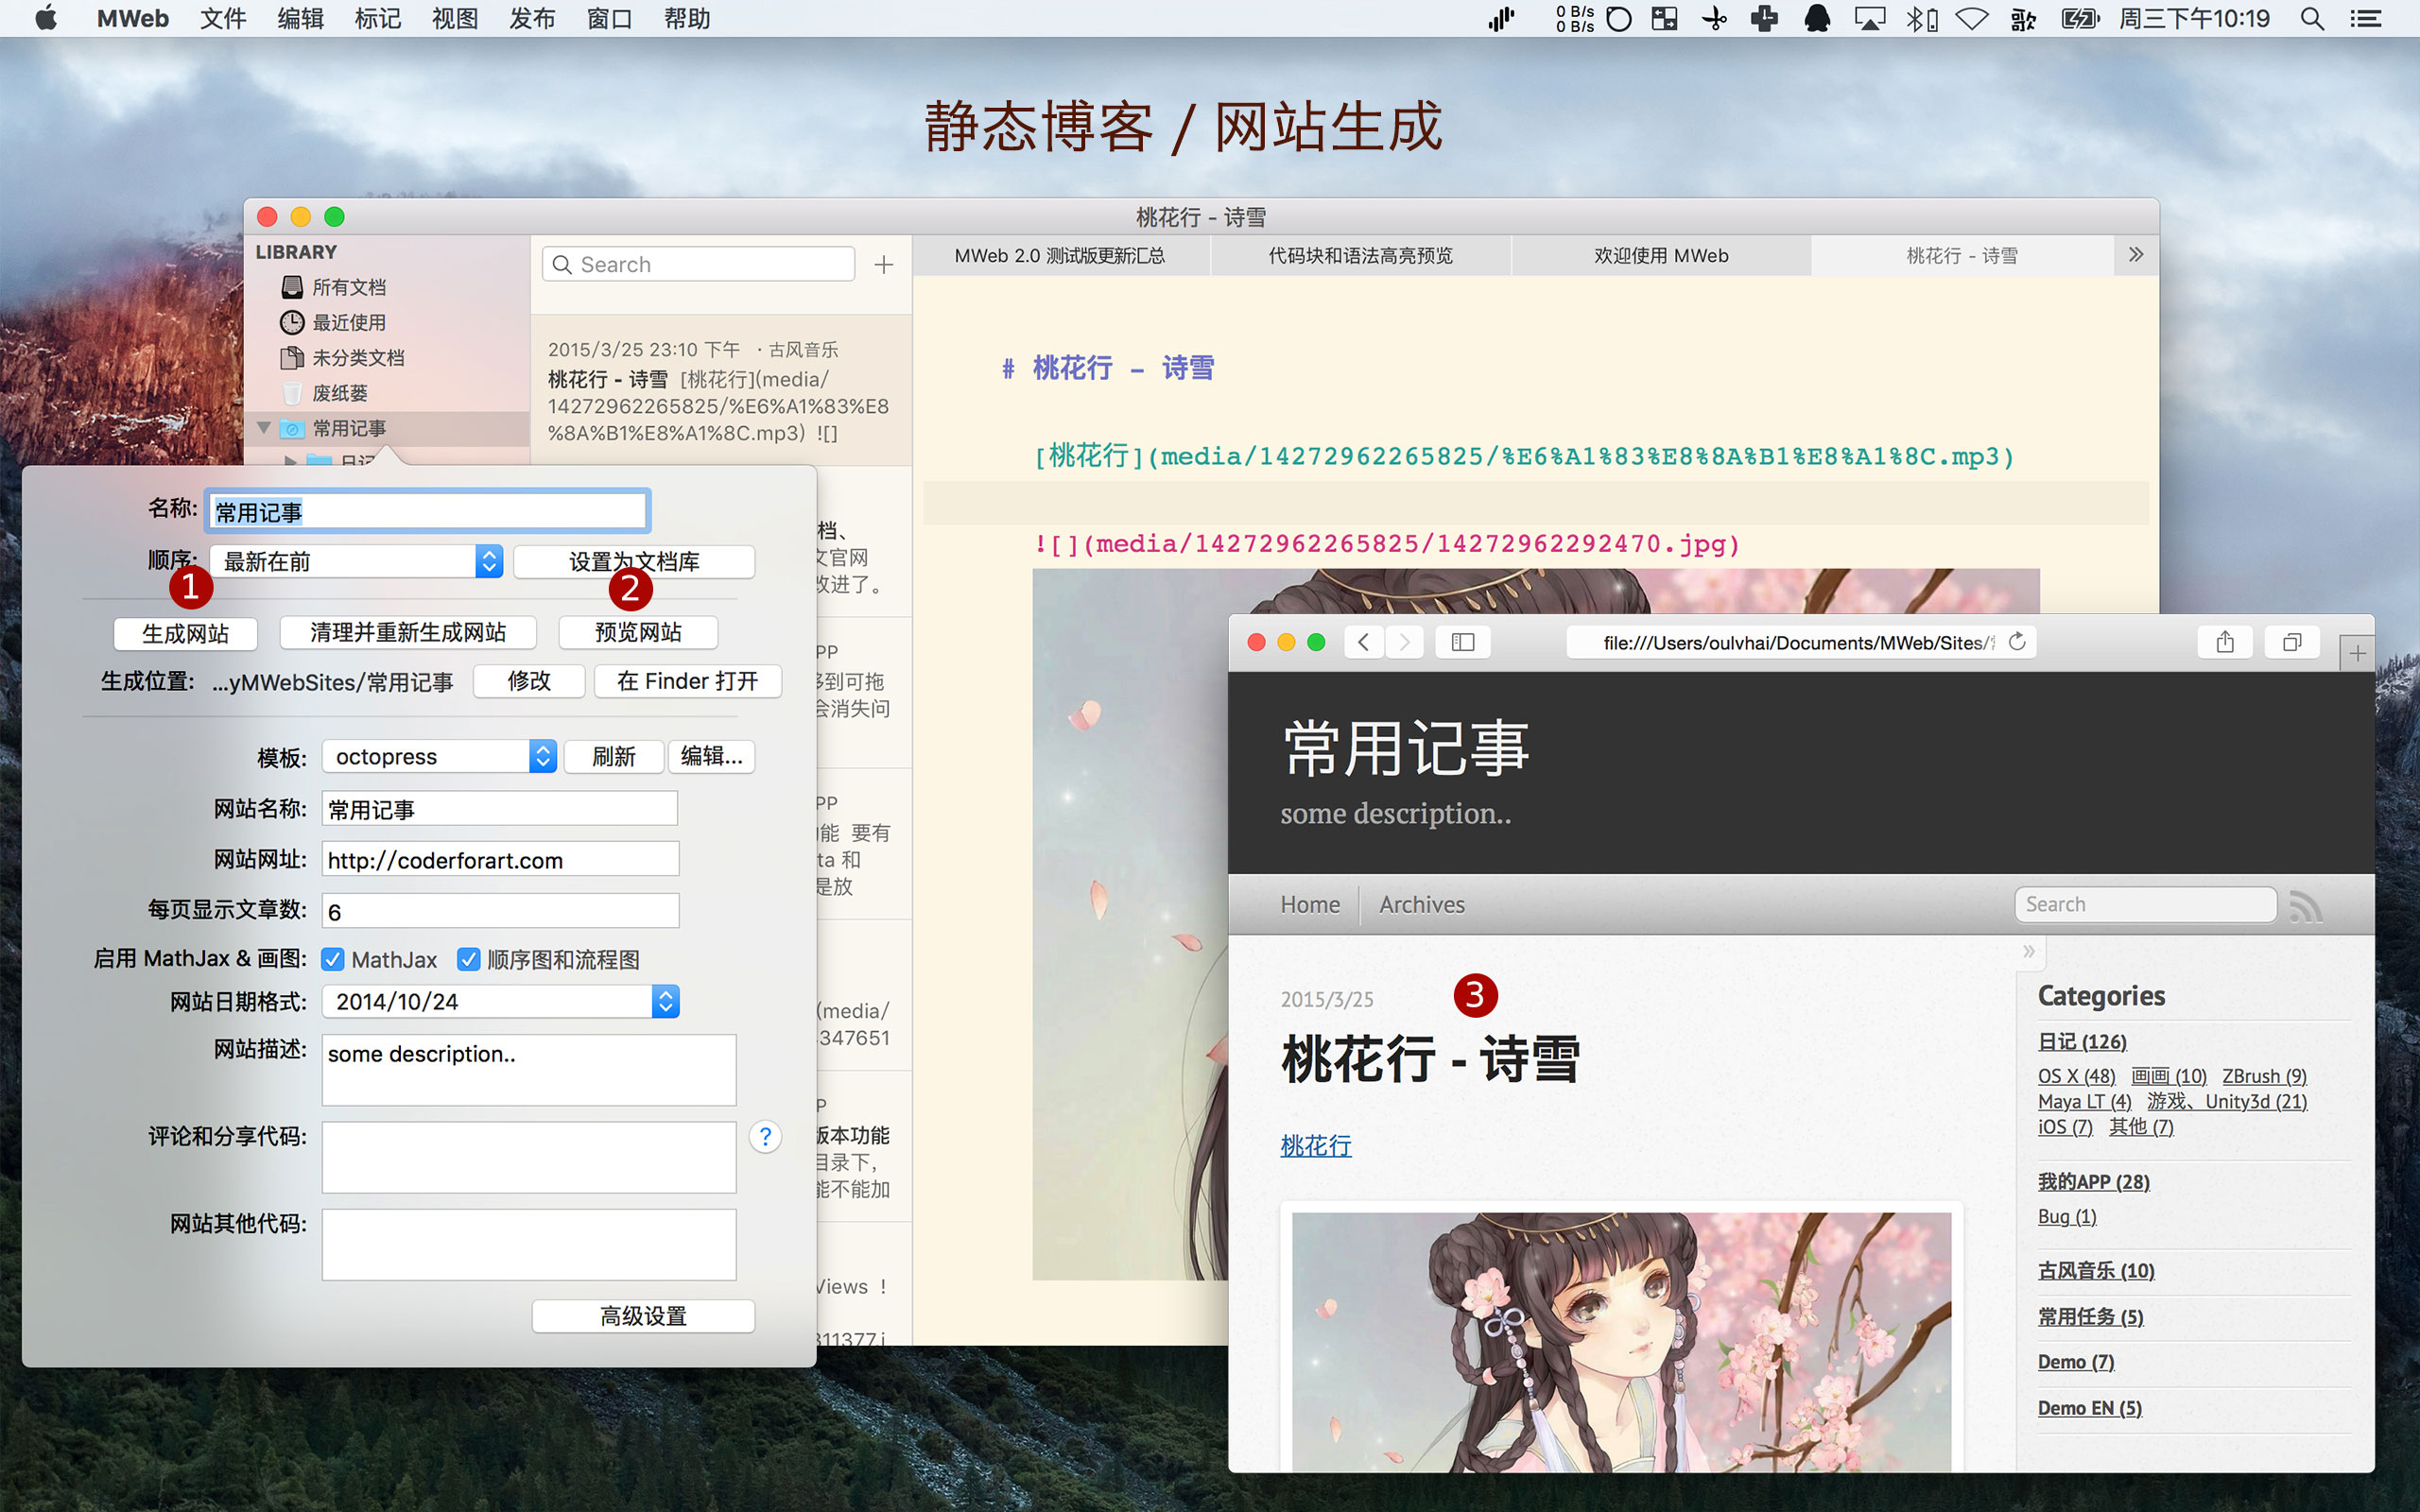 MWeb 文件 编辑 标记 视图 发布 窗口 帮助
0 B/s
0 B/s
歌 周三下午10:19
静态博客 / 网站生成
桃花行 - 诗雪
LIBRARY
所有文档
最近使用
未分类文档
废纸篓
常用记事
日记
Search
2015/3/25 23:10 下午 · 古风音乐
桃花行 - 诗雪 [桃花行](media/
14272962265825/%E6%A1%83%E8
%8A%B1%E8%A1%8C.mp3) ![]
档、
文官网
改进了。
PP
多到可拖
会消失问
PP
能 要有
ta 和
是放
(media/
347651
P
版本功能
目录下,
能不能加
Views !
311377.j
MWeb 2.0 测试版更新汇总
代码块和语法高亮预览
欢迎使用 MWeb
桃花行 - 诗雪
# 桃花行 - 诗雪
[桃花行](media/14272962265825/%E6%A1%83%E8%8A%B1%E8%A1%8C.mp3)
![](media/14272962265825/14272962292470.jpg)
名称: 常用记事
顺序: 最新在前 设置为文档库
1 2
生成网站 清理并重新生成网站 预览网站
生成位置: ...yMWebSites/常用记事 修改 在 Finder 打开
模板: octopress 刷新 编辑...
网站名称: 常用记事
网站网址: http://coderforart.com
每页显示文章数: 6
启用 MathJax & 画图: MathJax 顺序图和流程图
网站日期格式: 2014/10/24
网站描述: some description..
评论和分享代码: ?
网站其他代码:
高级设置
file:///Users/oulvhai/Documents/MWeb/Sites/
常用记事
some description..
Home Archives Search
2015/3/25 3
桃花行 - 诗雪
桃花行
Categories
日记 (126)
OS X (48) 画画 (10) ZBrush (9)
Maya LT (4) 游戏、Unity3d (21)
iOS (7) 其他 (7)
我的APP (28)
Bug (1)
古风音乐 (10)
常用任务 (5)
Demo (7)
Demo EN (5)